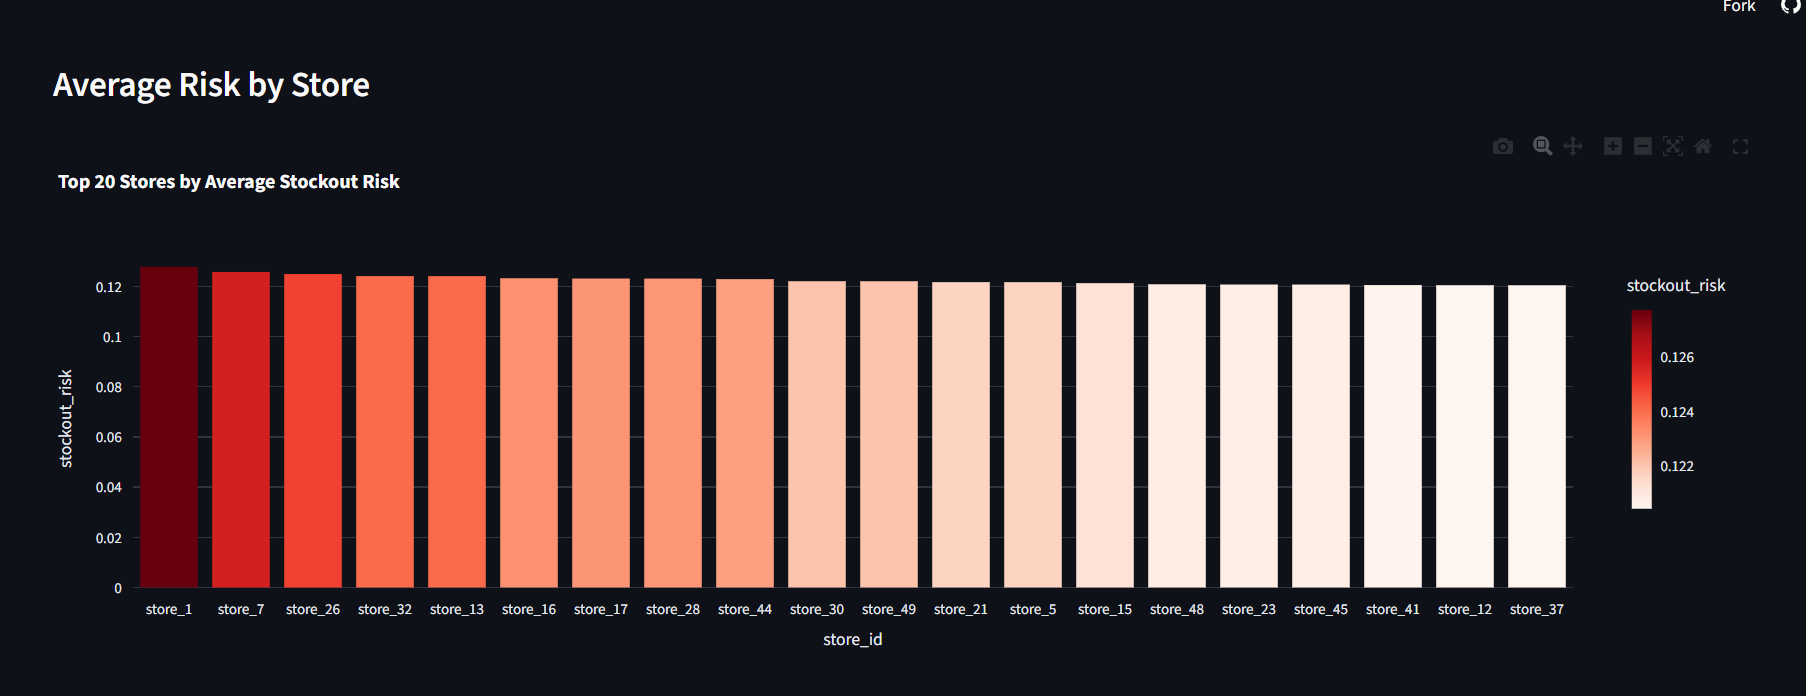 Fork
Average Risk by Store
Top 20 Stores by Average Stockout Risk
stockout_risk
0.12
0.1
0.08
0.06
0.04
0.02
0
store_1 store_7 store_26 store_32 store_13 store_16 store_17 store_28 store_44 store_30 store_49 store_21 store_5 store_15 store_48 store_23 store_45 store_41 store_12 store_37
store_id
stockout_risk
0.126
0.124
0.122